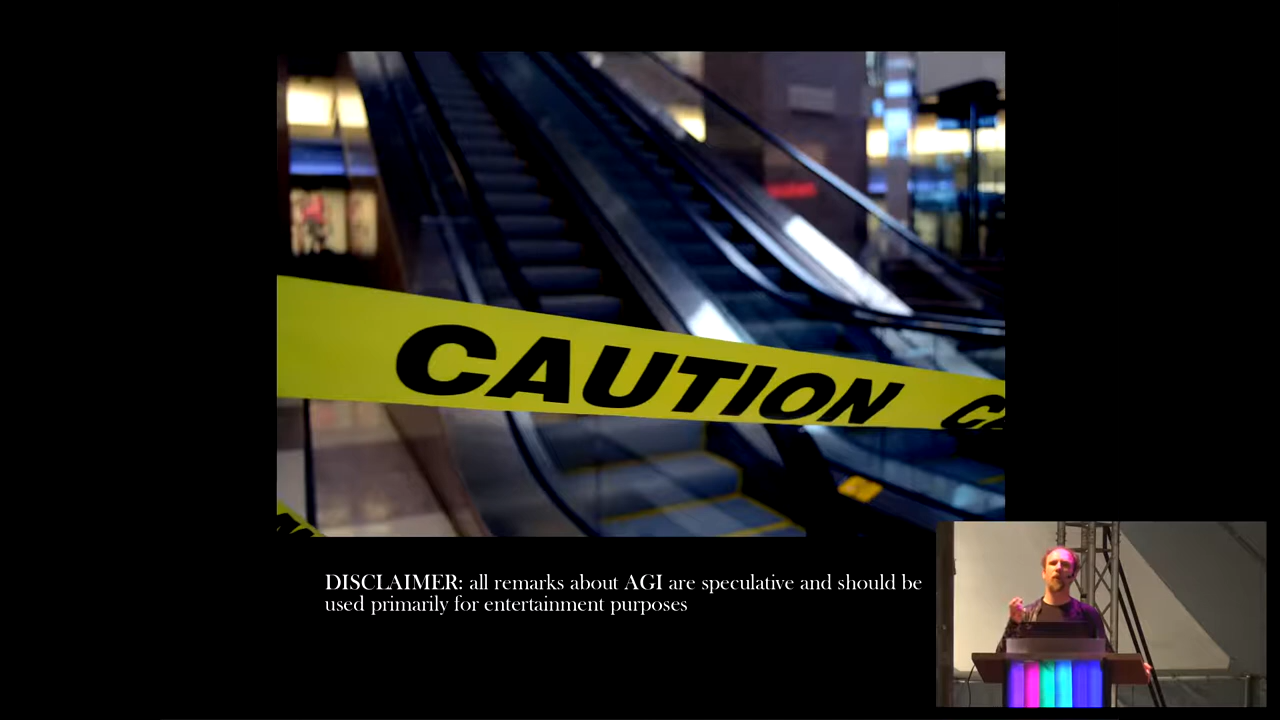 CAUTION
DISCLAIMER: all remarks about AGI are speculative and should be
used primarily for entertainment purposes